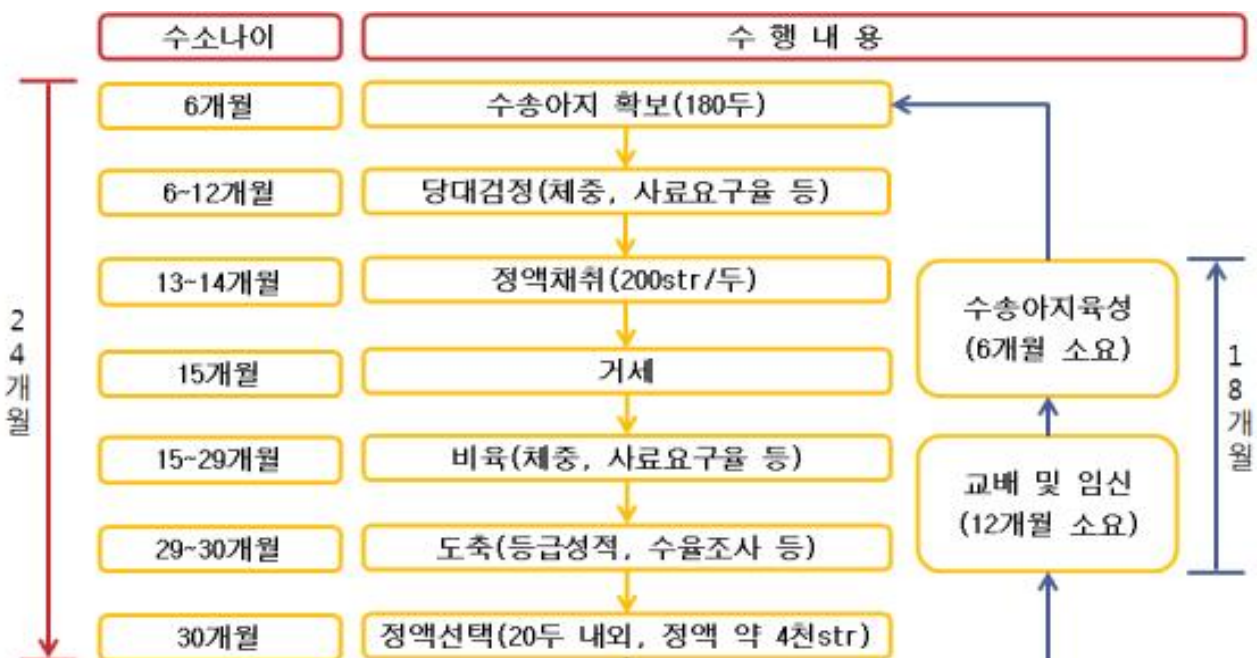 수소나이 수 행 내 용
6개월 수송아지 확보(180두)
6~12개월 당대검정(체중, 사료요구율 등)
13~14개월 정액채취(200str/두)
15개월 거세
15~29개월 비육(체중, 사료요구율 등)
29~30개월 도축(등급성적, 수율조사 등)
30개월 정액선택(20두 내외, 정액 약 4천str)
24개월
수송아지육성
(6개월 소요)
교배 및 임신
(12개월 소요)
18개월